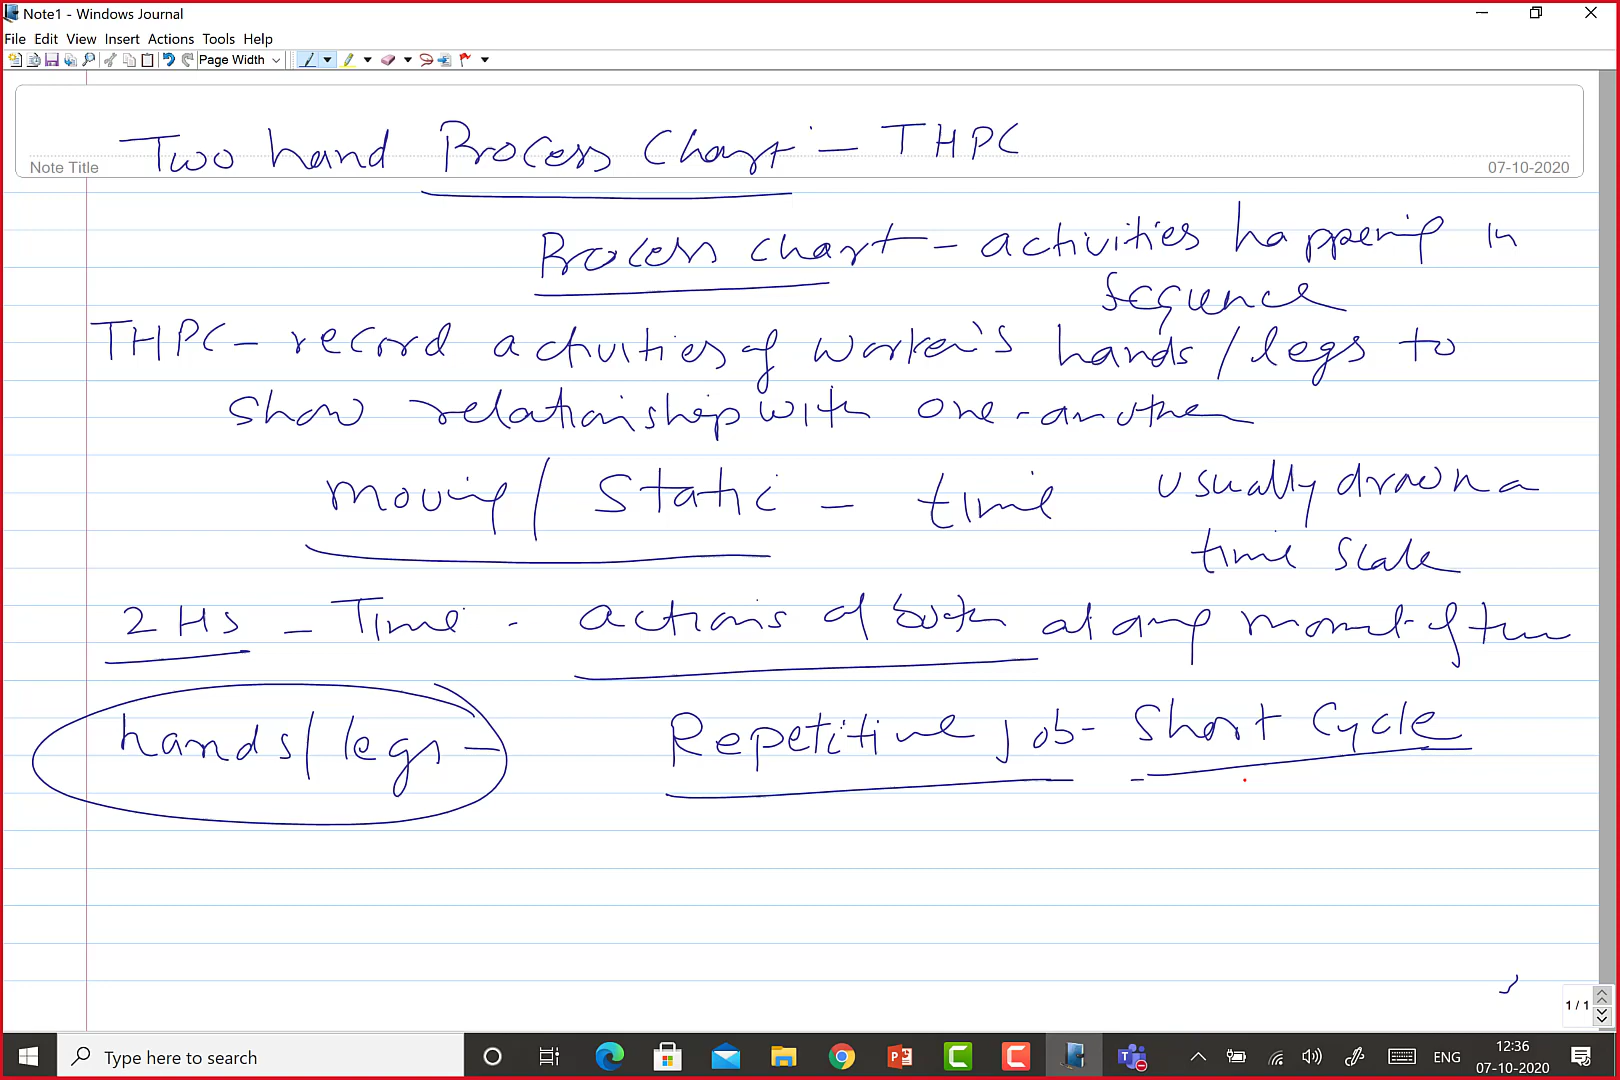 Note1 - Windows Journal
File Edit View Insert Actions Tools Help
Page Width
Two hand Process Chart - THPC
Note Title
07-10-2020
Process chart - activities happening in
sequence
THPC - record activities of worker's hands / legs to
show relationship with one-another
moving / Static - time usually drawn a
time scale
2 Hs - Time - actions of both at any moment of time
hands/legs - Repetitive job - Short Cycle
1 / 1
Type here to search
ENG
12:36
07-10-2020